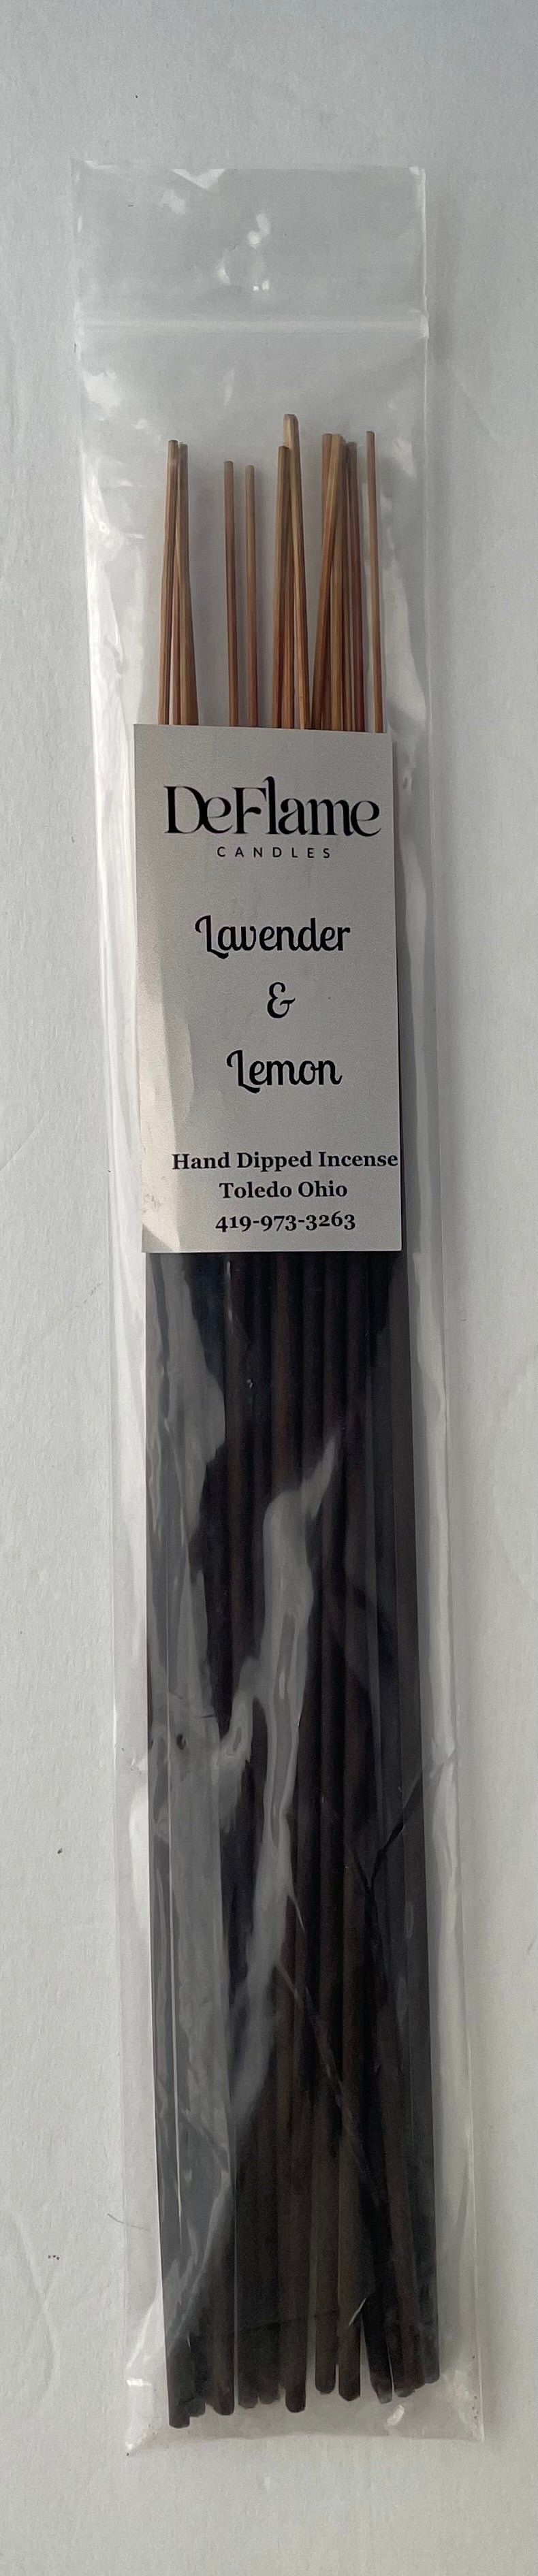 DeFlame
CANDLES
Lavender
&
Lemon
Hand Dipped Incense
Toledo Ohio
419-973-3263